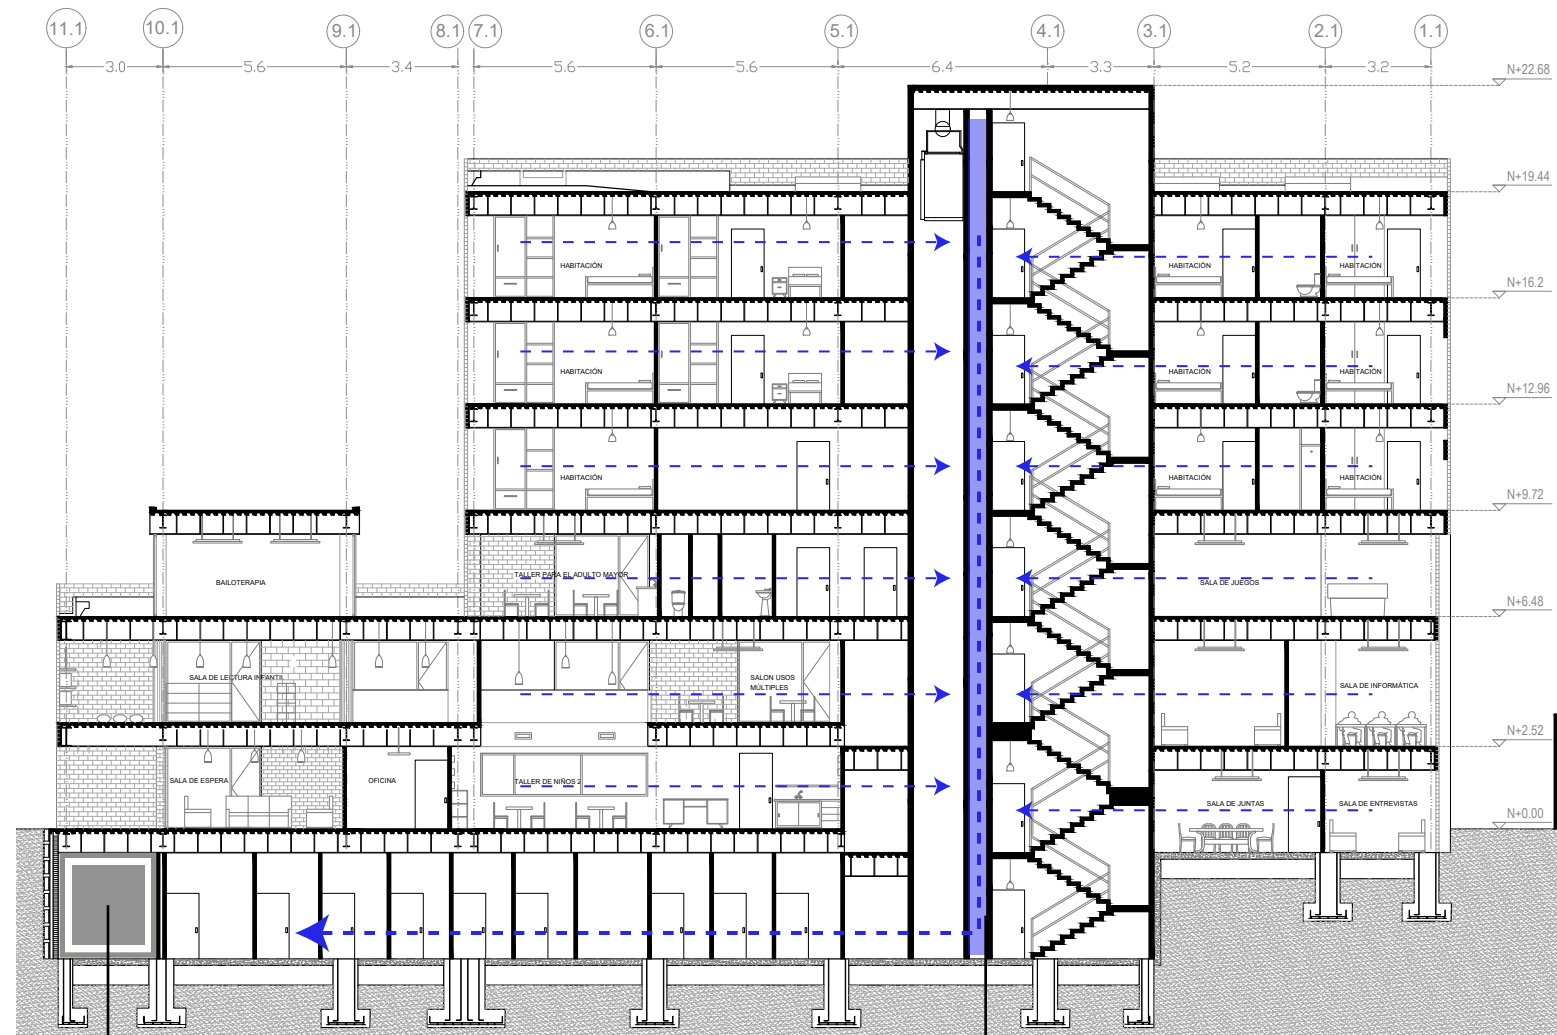 11.1 10.1 9.1 8.1 7.1 6.1 5.1 4.1 3.1 2.1 1.1
3.0 5.6 3.4 5.6 5.6 6.4 3.3 5.2 3.2
N+22.68
N+19.44
HABITACIÓN HABITACIÓN HABITACIÓN
N+16.2
HABITACIÓN HABITACIÓN HABITACIÓN
N+12.96
HABITACIÓN HABITACIÓN HABITACIÓN
N+9.72
BAILOTERAPIA TALLER PARA EL ADULTO MAYOR SALA DE JUEGOS
N+6.48
SALA DE LECTURA INFANTIL SALON USOS
MÚLTIPLES
SALA DE INFORMÁTICA
N+2.52
SALA DE ESPERA OFICINA TALLER DE NIÑOS 2
SALA DE JUNTAS SALA DE ENTREVISTAS
N+0.00